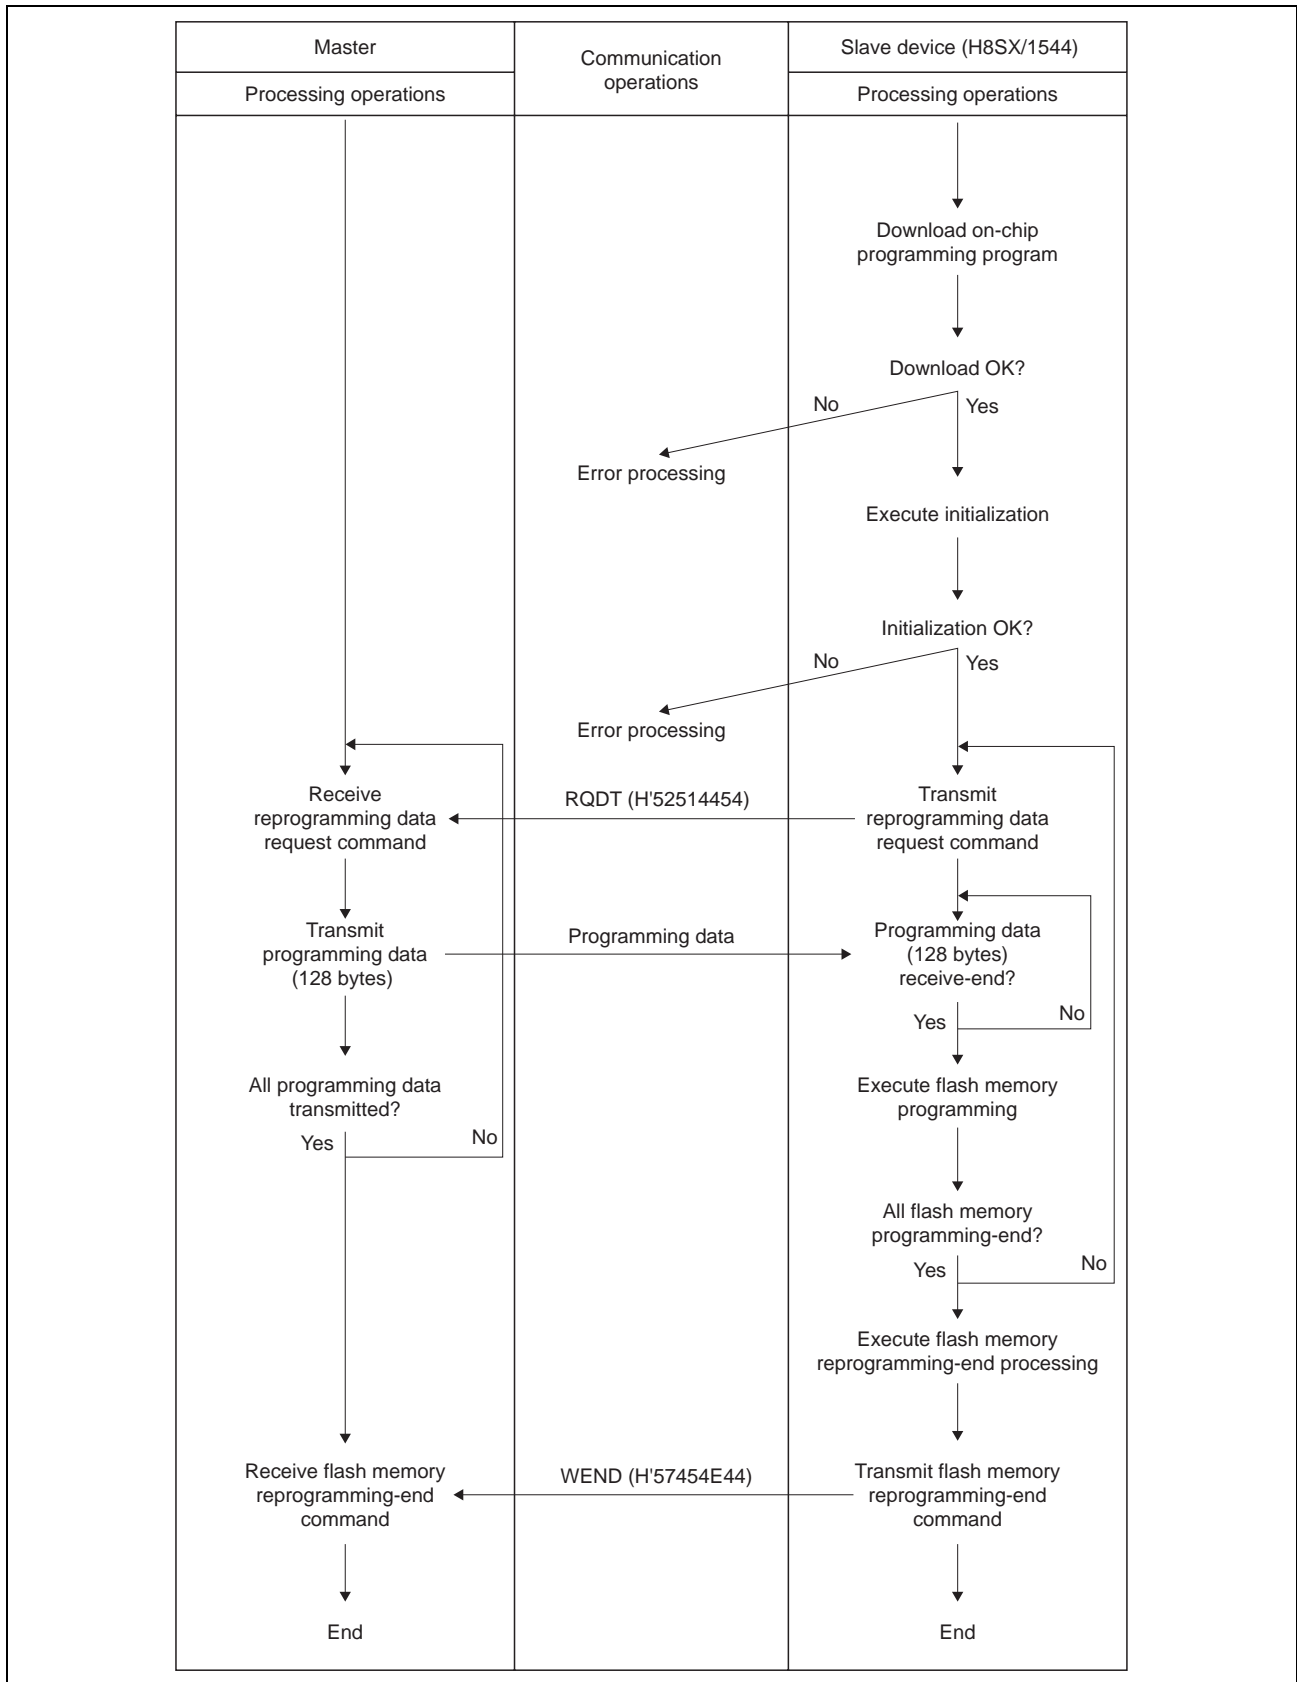 Master
Communication
operations
Slave device (H8SX/1544)
Processing operations
Processing operations
Download on-chip
programming program
Download OK?
No
Yes
Error processing
Execute initialization
Initialization OK?
No
Yes
Error processing
Receive
reprogramming data
request command
RQDT (H'52514454)
Transmit
reprogramming data
request command
Transmit
programming data
(128 bytes)
Programming data
Programming data
(128 bytes)
receive-end?
Yes
No
All programming data
transmitted?
Yes
No
Execute flash memory
programming
All flash memory
programming-end?
Yes
No
Execute flash memory
reprogramming-end processing
Receive flash memory
reprogramming-end
command
WEND (H'57454E44)
Transmit flash memory
reprogramming-end
command
End
End